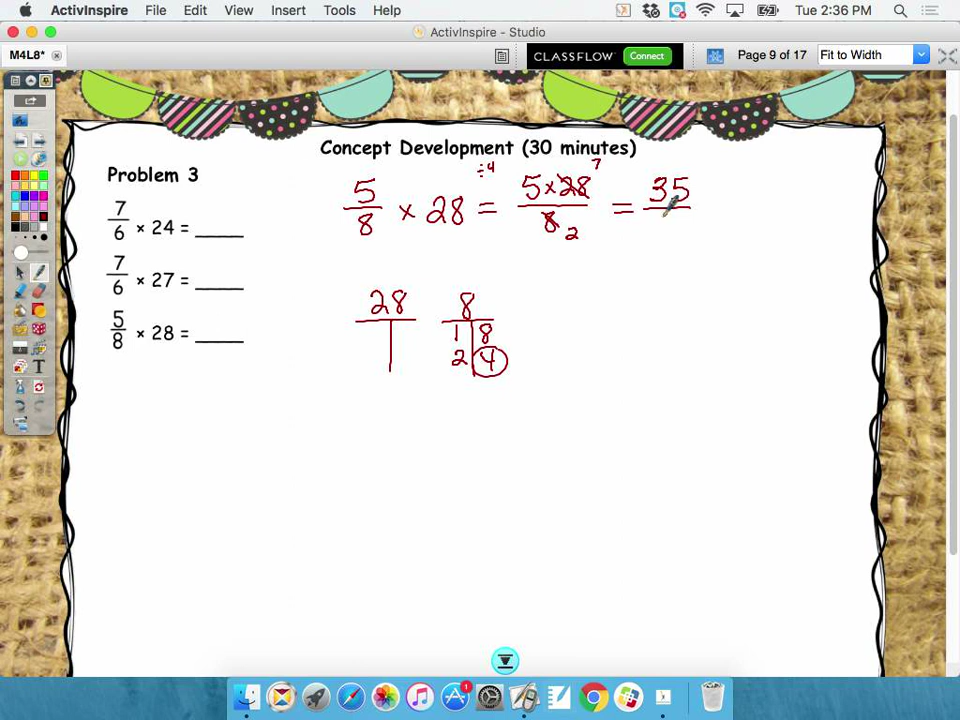 ActivInspire File Edit View Insert Tools Help Tue 2:36 PM
ActivInspire - Studio
M4L8* CLASSFLOW Connect Page 9 of 17 Fit to Width
Concept Development (30 minutes)
Problem 3
7/6 × 24 = ____
7/6 × 27 = ____
5/8 × 28 = ____
5/8 × 28 = 5×28/8 = 35
÷4 7
2
28 8
1 8
2 4
T
1